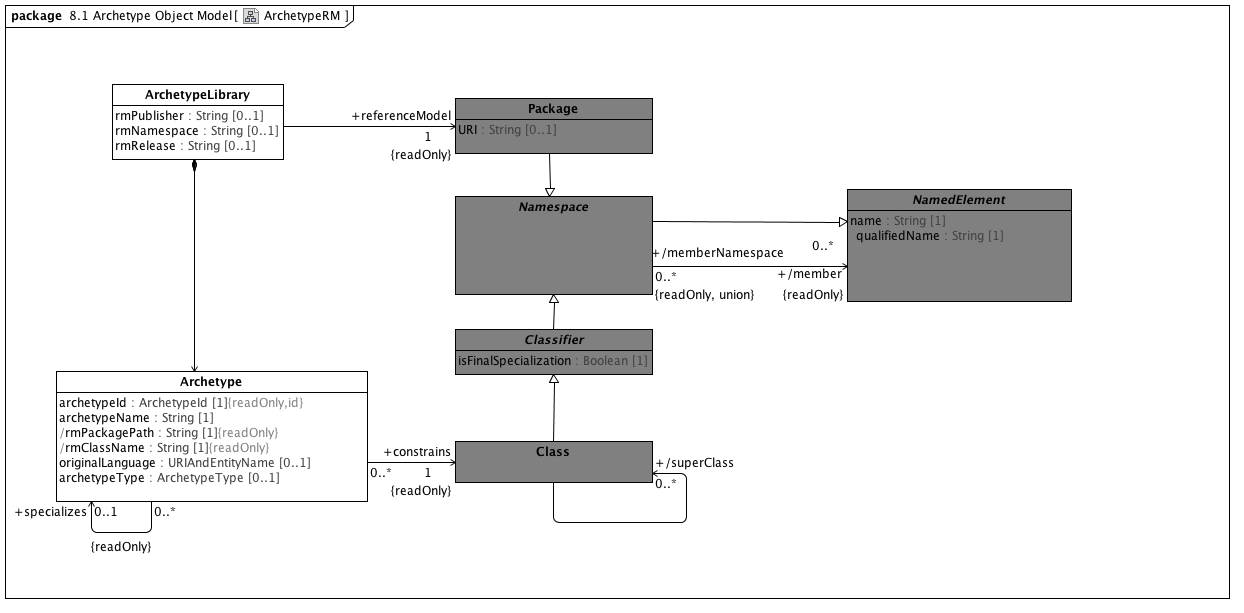 package 8.1 Archetype Object Model[ ArchetypeRM ]
ArchetypeLibrary
rmPublisher : String [0..1]
rmNamespace : String [0..1]
rmRelease : String [0..1]
+referenceModel
1
{readOnly}
Package
URI : String [0..1]
Namespace
NamedElement
name : String [1]
qualifiedName : String [1]
0..*
+/memberNamespace
0..*
+/member
{readOnly, union}
{readOnly}
Classifier
isFinalSpecialization : Boolean [1]
Archetype
archetypeId : ArchetypeId [1]{readOnly,id}
archetypeName : String [1]
/rmPackagePath : String [1]{readOnly}
/rmClassName : String [1]{readOnly}
originalLanguage : URIAndEntityName [0..1]
archetypeType : ArchetypeType [0..1]
+constrains
0..*
1
{readOnly}
Class
+/superClass
0..*
+specializes
0..1
0..*
{readOnly}